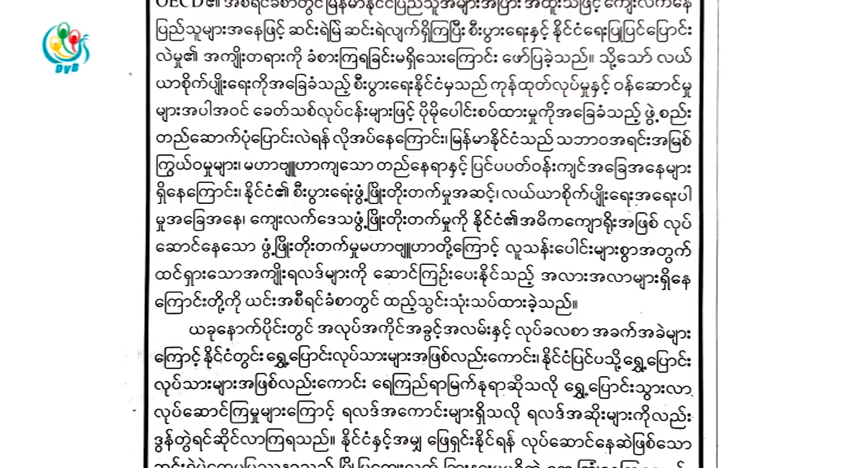 OECD ၏ အစီရင်ခံစာတွင်မြန်မာနိုင်ငံပြည်သူအများအပြား အထူးသဖြင့် ကျေးလက်နေ
ပြည်သူများအနေဖြင့် ဆင်းရဲမြဲ ဆင်းရဲလျက်ရှိကြပြီး စီးပွားရေးနှင့် နိုင်ငံရေးပြုပြင်ပြောင်း
လဲမှု၏ အကျိုးတရားကို ခံစားကြရခြင်းမရှိသေးကြောင်း ဖော်ပြခဲ့သည်။ သို့သော် လယ်
ယာစိုက်ပျိုးရေးကိုအခြေခံသည့် စီးပွားရေးနိုင်ငံမှသည် ကုန်ထုတ်လုပ်မှုနှင့် ဝန်ဆောင်မှု
များအပါအဝင် ခေတ်သစ်လုပ်ငန်းများဖြင့် ပိုမိုပေါင်းစပ်ထားမှုကိုအခြေခံသည့် ဖွဲ့စည်း
တည်ဆောက်ပုံပြောင်းလဲရန် လိုအပ်နေကြောင်း၊ မြန်မာနိုင်ငံသည် သဘာဝအရင်းအမြစ်
ကြွယ်ဝမှုများ၊ မဟာဗျူဟာကျသော တည်နေရာနှင့် ပြင်ပပတ်ဝန်းကျင်အခြေအနေများ
ရှိနေကြောင်း၊ နိုင်ငံ၏ စီးပွားရေးဖွံ့ဖြိုးတိုးတက်မှုအဆင့်၊ လယ်ယာစိုက်ပျိုးရေးအရေးပါ
မှုအခြေအနေ၊ ကျေးလက်ဒေသဖွံ့ဖြိုးတိုးတက်မှုကို နိုင်ငံ၏အဓိကကျောရိုးအဖြစ် လုပ်
ဆောင်နေသော ဖွံ့ဖြိုးတိုးတက်မှုမဟာဗျူဟာတို့ကြောင့် လူသန်းပေါင်းများစွာအတွက်
ထင်ရှားသောအကျိုးရလဒ်များကို ဆောင်ကြဉ်းပေးနိုင်သည့် အလားအလာများရှိနေ
ကြောင်းတို့ကို ယင်းအစီရင်ခံစာတွင် ထည့်သွင်းသုံးသပ်ထားခဲ့သည်။
ယခုနောက်ပိုင်းတွင် အလုပ်အကိုင်အခွင့်အလမ်းနှင့် လုပ်ခလစာ အခက်အခဲများ
ကြောင့် နိုင်ငံတွင်း ရွှေ့ပြောင်းလုပ်သားများအဖြစ်လည်းကောင်း၊ နိုင်ငံပြင်ပသို့ ရွှေ့ပြောင်း
လုပ်သားများအဖြစ်လည်းကောင်း ရေကြည်ရာမြက်နုရာဆိုသလို ရွှေ့ပြောင်းသွားလာ
လုပ်ဆောင်ကြမှုများကြောင့် ရလဒ်အကောင်းများရှိသလို ရလဒ်အဆိုးများကိုလည်း
ဒွန်တွဲရင်ဆိုင်လာကြရသည်။ နိုင်ငံနှင့်အမျှ ဖြေရှင်းနိုင်ရန် လုပ်ဆောင်နေဆဲဖြစ်သော
DVB